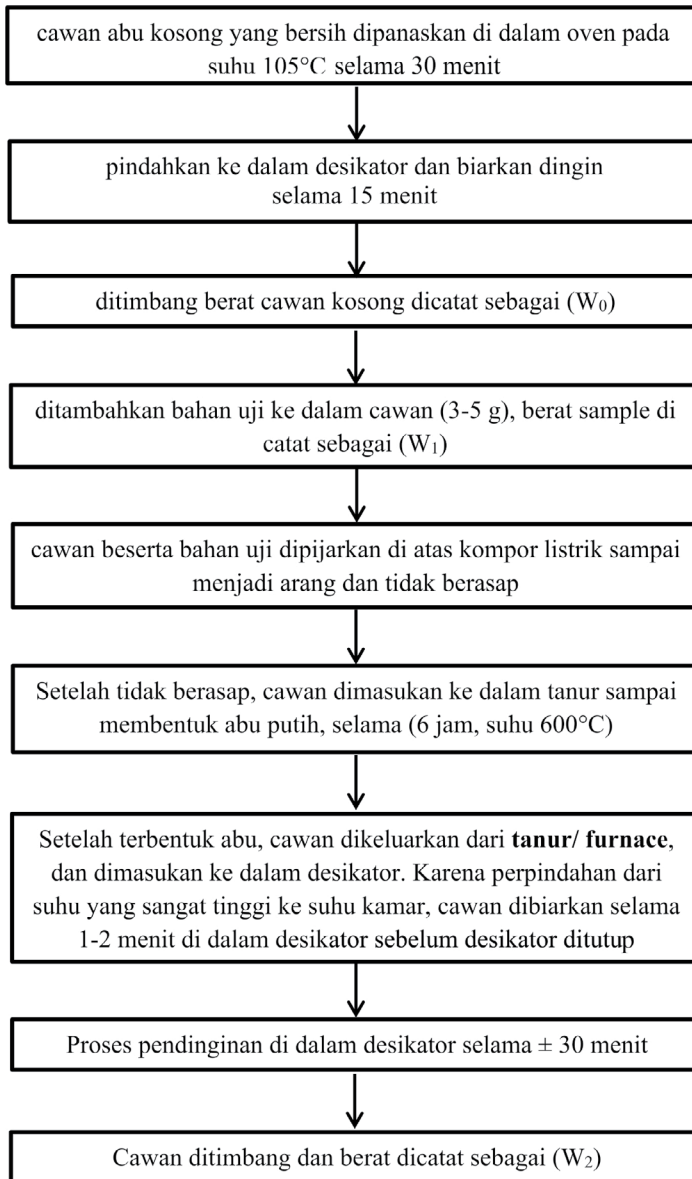 cawan abu kosong yang bersih dipanaskan di dalam oven pada
suhu 105°C selama 30 menit
pindahkan ke dalam desikator dan biarkan dingin
selama 15 menit
ditimbang berat cawan kosong dicatat sebagai (W₀)
ditambahkan bahan uji ke dalam cawan (3-5 g), berat sample di
catat sebagai (W₁)
cawan beserta bahan uji dipijarkan di atas kompor listrik sampai
menjadi arang dan tidak berasap
Setelah tidak berasap, cawan dimasukan ke dalam tanur sampai
membentuk abu putih, selama (6 jam, suhu 600°C)
Setelah terbentuk abu, cawan dikeluarkan dari tanur/ furnace,
dan dimasukan ke dalam desikator. Karena perpindahan dari
suhu yang sangat tinggi ke suhu kamar, cawan dibiarkan selama
1-2 menit di dalam desikator sebelum desikator ditutup
Proses pendinginan di dalam desikator selama ± 30 menit
Cawan ditimbang dan berat dicatat sebagai (W₂)